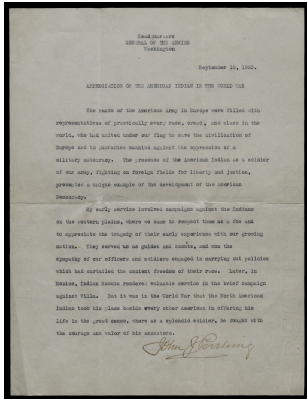 Headquarters
GENERAL OF THE ARMIES
Washington
September 15, 1920.
APPRECIATION OF THE AMERICAN INDIAN IN THE WORLD WAR
The ranks of the American Army in Europe were filled with
representatives of practically every race, creed, and class in the
world, who had united under our flag to save the civilization of
Europe and to guarantee mankind against the oppression of a
military autocracy. The presence of the American Indian as a soldier
of our army, fighting on foreign fields for liberty and justice,
presented a unique example of the development of the American
Democracy.
My early service involved campaigns against the Indians
on the western plains, where we came to respect them as a foe and
to appreciate the tragedy of their early experience with our growing
nation. They served us as guides and scouts, and won the
sympathy of our officers and soldiers engaged in carrying out policies
which had curtailed the ancient freedom of their race. Later, in
Mexico, Indian Scouts rendered valuable service in the brief campaign
against Villa. But it was in the World War that the North American
Indian took his place beside every other American in offering his
life in the great cause, where as a splendid soldier, he fought with
the courage and valor of his ancestors.
John J. Pershing